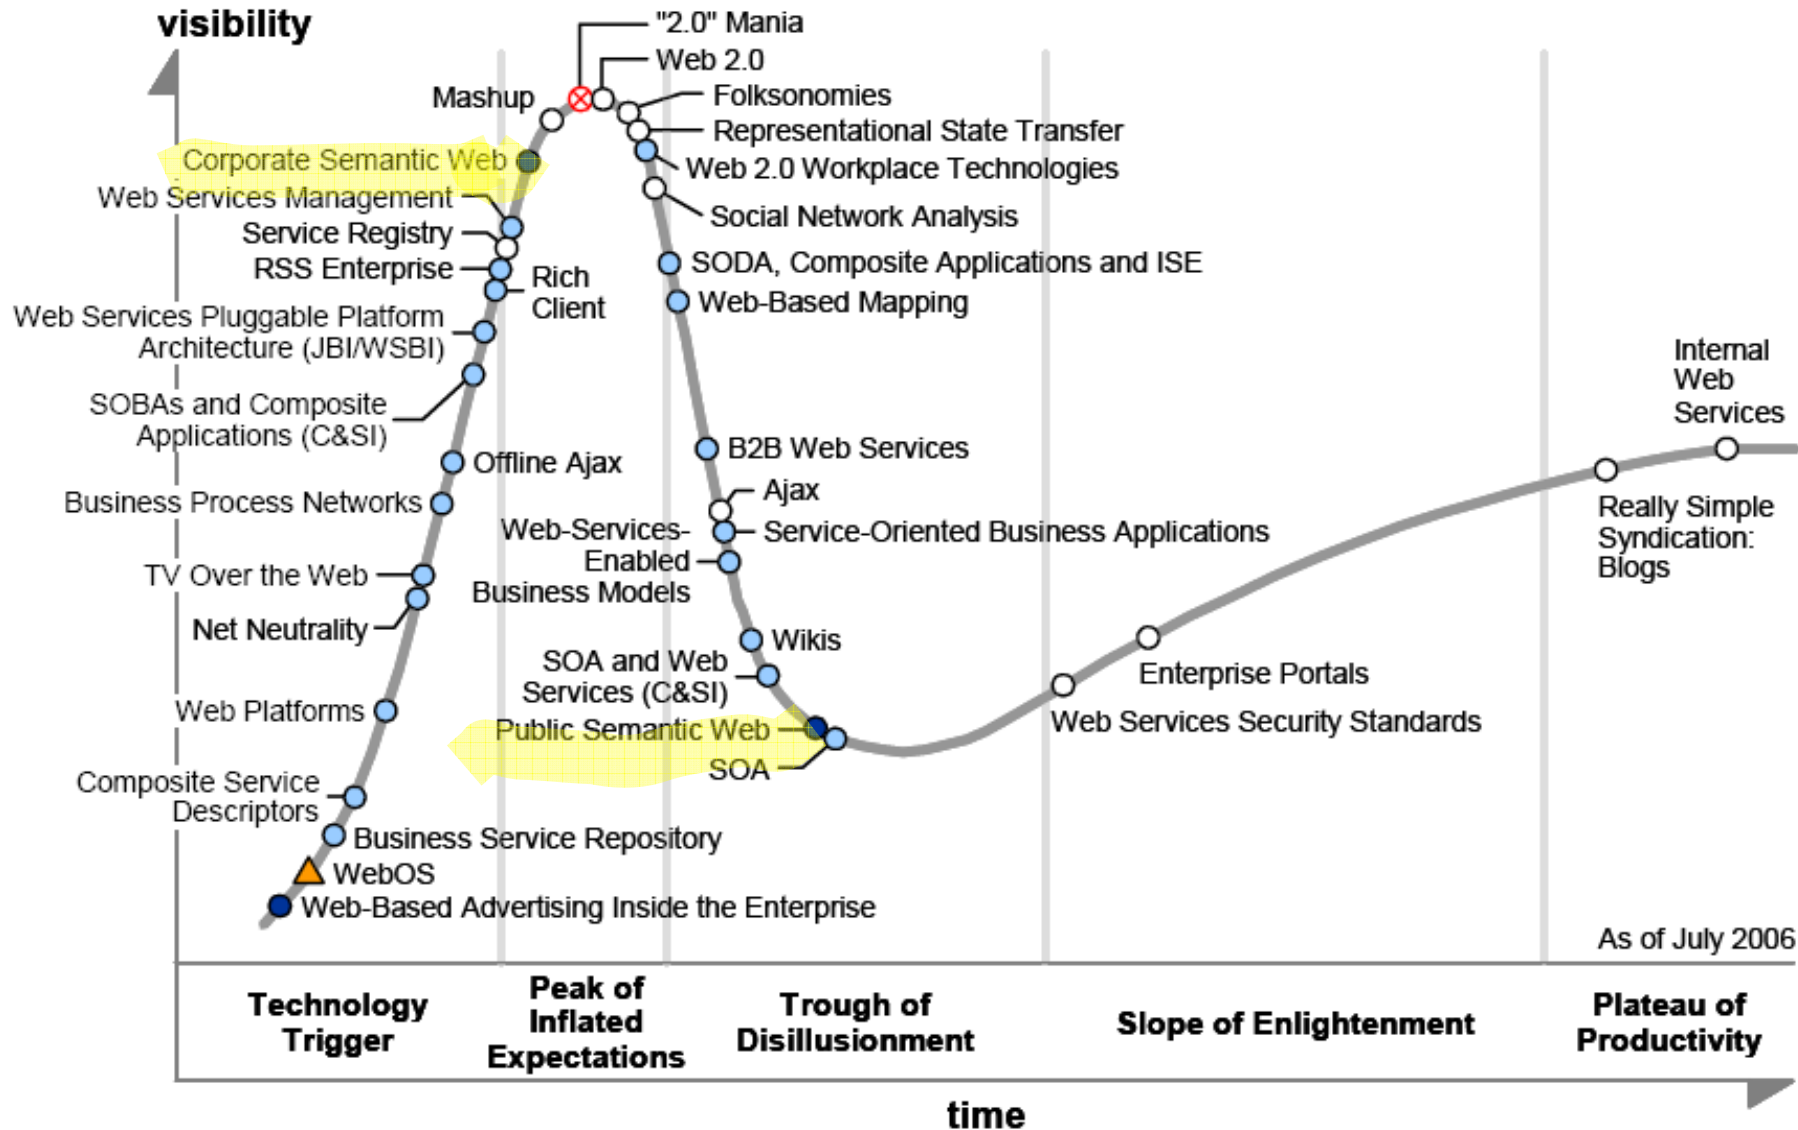 visibility
"2.0" Mania
Web 2.0
Mashup
Folksonomies
Representational State Transfer
Corporate Semantic Web
Web 2.0 Workplace Technologies
Web Services Management
Social Network Analysis
Service Registry
RSS Enterprise
SODA, Composite Applications and ISE
Rich
Client
Web-Based Mapping
Web Services Pluggable Platform
Architecture (JBI/WSBI)
SOBAs and Composite
Applications (C&SI)
Internal
Web
Services
Offline Ajax
B2B Web Services
Business Process Networks
Ajax
Web-Services-
Enabled
Business Models
Service-Oriented Business Applications
Really Simple
Syndication:
Blogs
TV Over the Web
Net Neutrality
Wikis
SOA and Web
Services (C&SI)
Enterprise Portals
Web Platforms
Public Semantic Web
Web Services Security Standards
SOA
Composite Service
Descriptors
Business Service Repository
WebOS
Web-Based Advertising Inside the Enterprise
As of July 2006
Technology
Trigger
Peak of
Inflated
Expectations
Trough of
Disillusionment
Slope of Enlightenment
Plateau of
Productivity
time